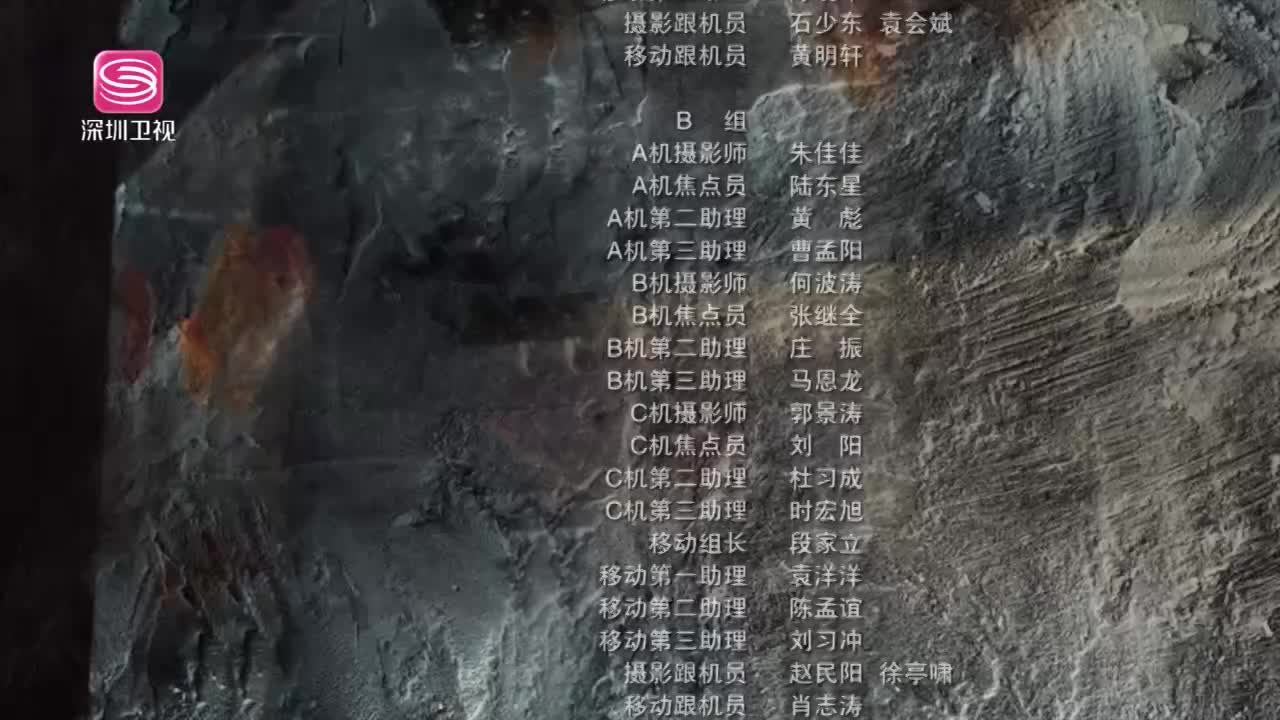 摄影跟机员 石少东 袁会斌
移动跟机员 黄明轩
深圳卫视
B 组
A机摄影师 朱佳佳
A机焦点员 陆东星
A机第二助理 黄 彪
A机第三助理 曹孟阳
B机摄影师 何波涛
B机焦点员 张继全
B机第二助理 庄 振
B机第三助理 马恩龙
C机摄影师 郭景涛
C机焦点员 刘 阳
C机第二助理 杜习成
C机第三助理 时宏旭
移动组长 段家立
移动第一助理 袁洋洋
移动第二助理 陈孟谊
移动第三助理 刘习冲
摄影跟机员 赵民阳 徐亭啸
移动跟机员 肖志涛